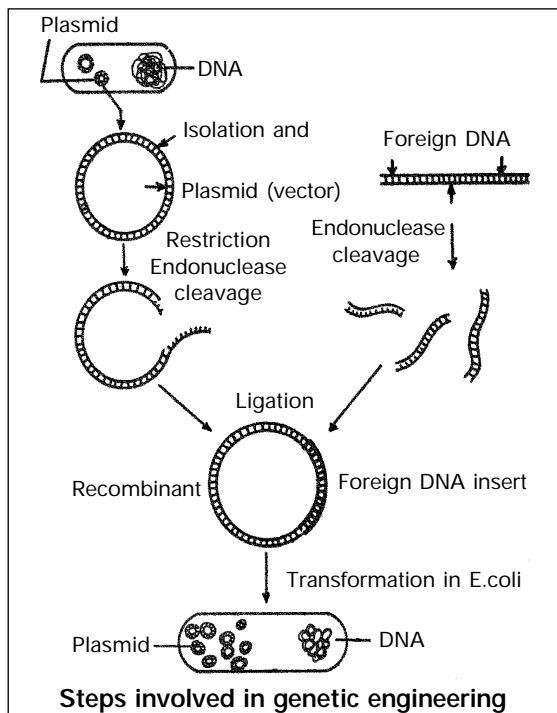 Plasmid
DNA
Isolation and
Foreign DNA
Plasmid (vector)
Restriction
Endonuclease
cleavage
Endonuclease
cleavage
Ligation
Recombinant
Foreign DNA insert
Transformation in E.coli
Plasmid
DNA
Steps involved in genetic engineering